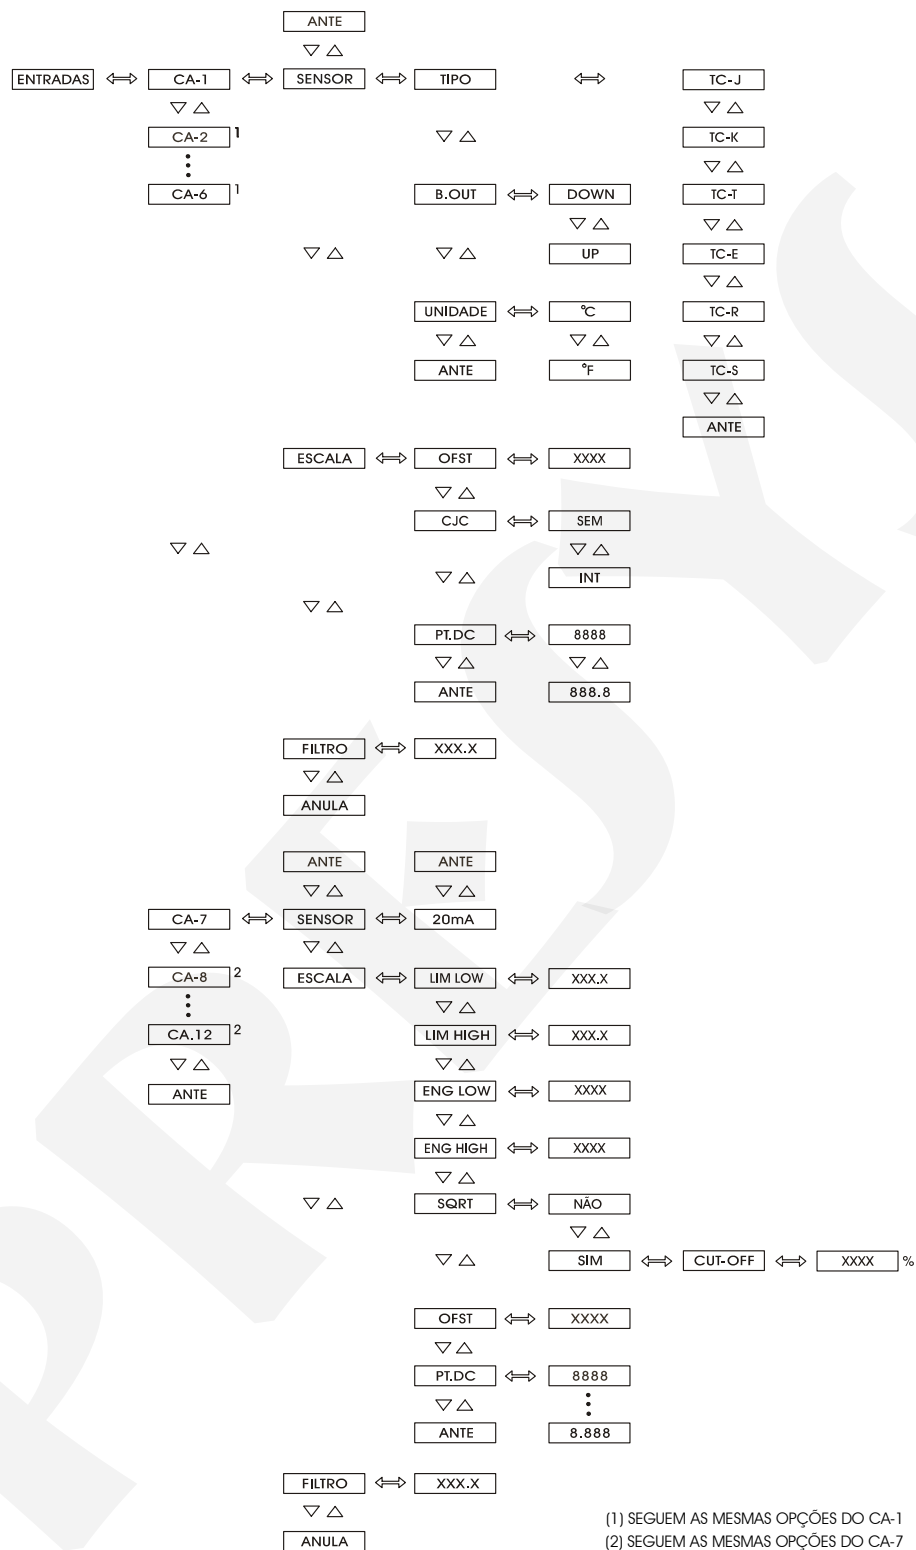 ANTE
ENTRADAS CA-1 SENSOR TIPO TC-J
CA-2 1 TC-K
CA-6 1 B.OUT DOWN TC-T
UP TC-E
UNIDADE °C TC-R
ANTE °F TC-S
ANTE
ESCALA OFST XXXX
CJC SEM
INT
PT.DC 8888
ANTE 888.8
FILTRO XXX.X
ANULA
ANTE ANTE
CA-7 SENSOR 20mA
CA-8 2 ESCALA LIM LOW XXX.X
CA.12 2 LIM HIGH XXX.X
ANTE ENG LOW XXXX
ENG HIGH XXXX
SQRT NÃO
SIM CUT-OFF XXXX %
OFST XXXX
PT.DC 8888
ANTE 8.888
FILTRO XXX.X
ANULA
(1) SEGUEM AS MESMAS OPÇÕES DO CA-1
(2) SEGUEM AS MESMAS OPÇÕES DO CA-7
PRESYS